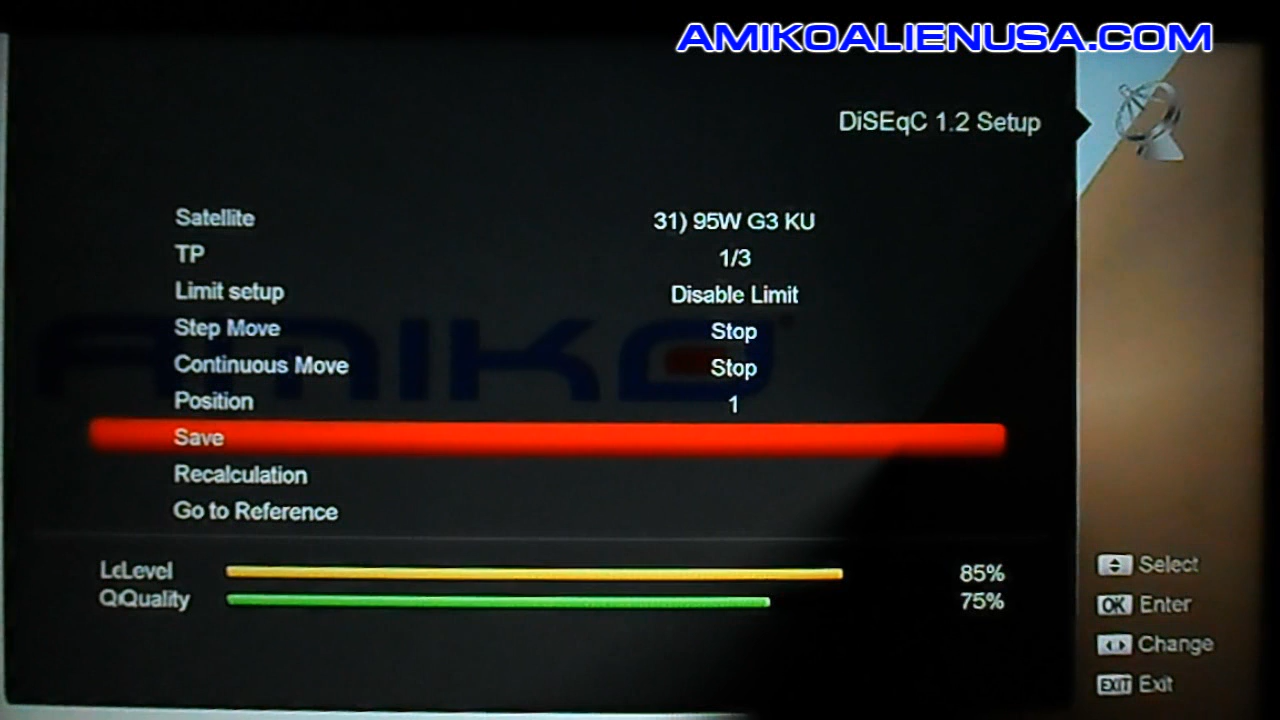 AMIKOALIENUSA.COM
DiSEqC 1.2 Setup
Satellite 31) 95W G3 KU
TP 1/3
Limit setup Disable Limit
Step Move Stop
Continuous Move Stop
Position 1
Save
Recalculation
Go to Reference
AMIKO
LcLevel 85%
QiQuality 75%
Select
OK Enter
Change
EXIT Exit